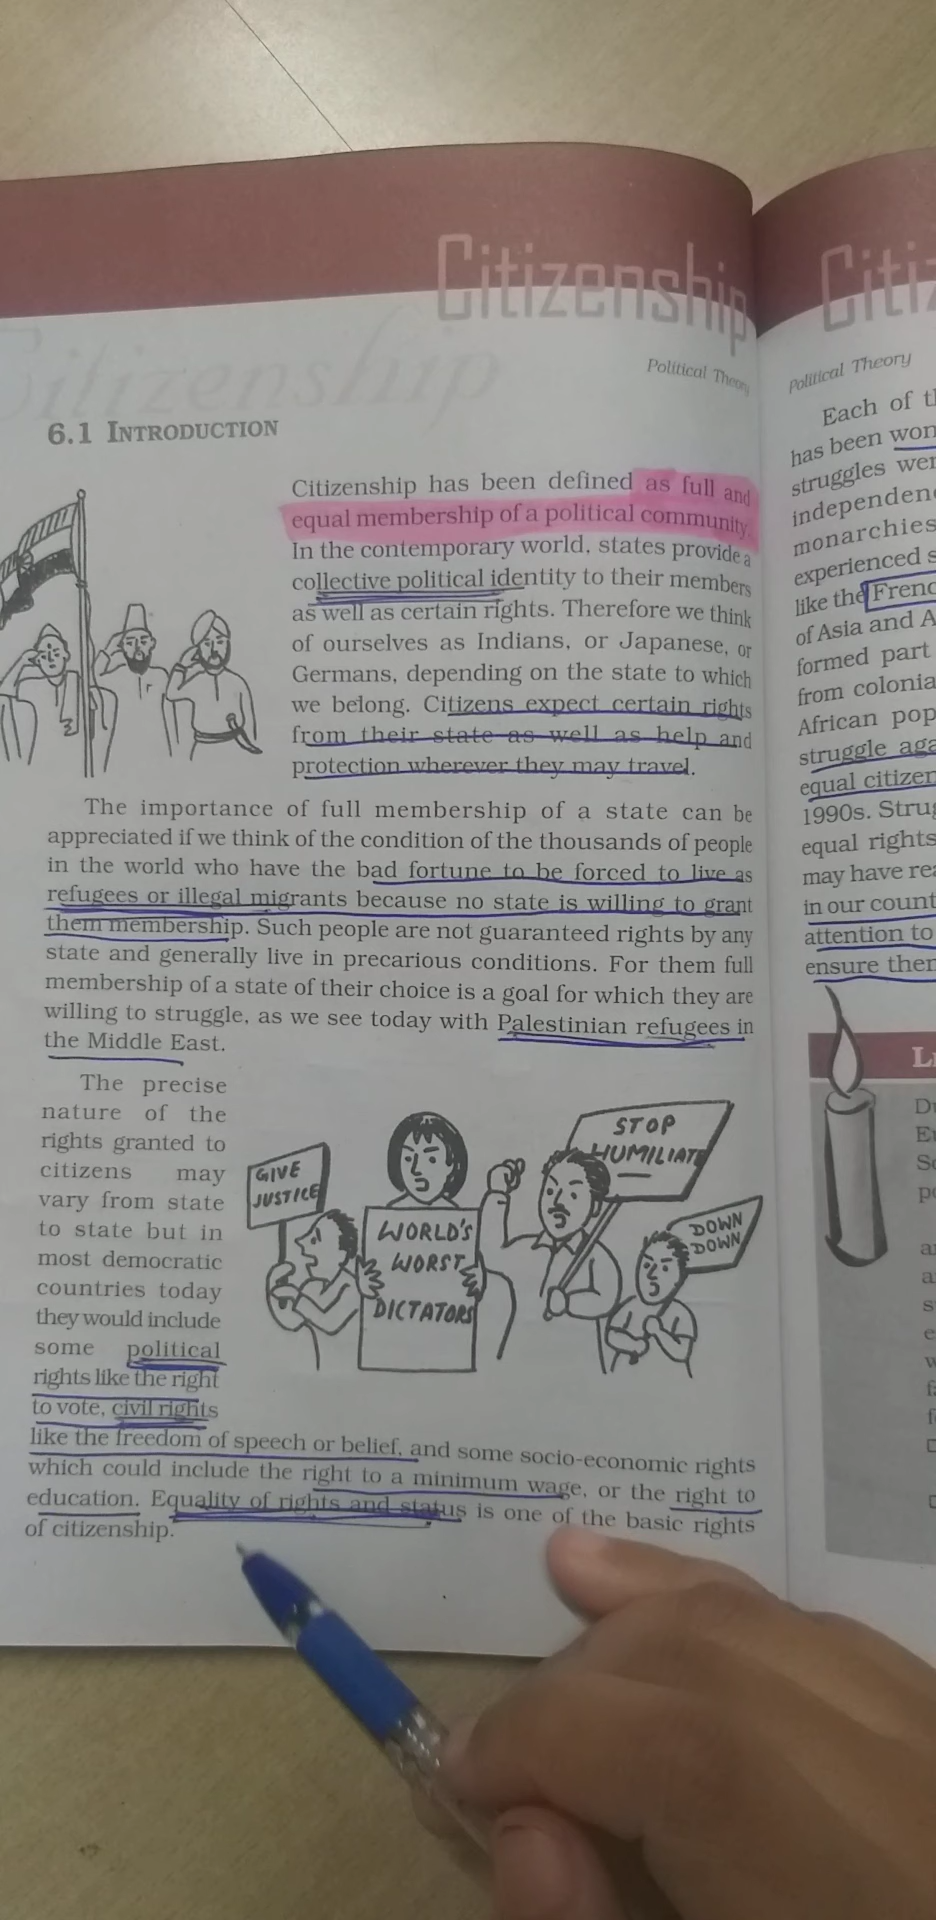 Citizenship
Citiz
Citizenship
Political Theory
6.1 INTRODUCTION
Citizenship has been defined as full and
equal membership of a political community.
In the contemporary world, states provide a
collective political identity to their members
as well as certain rights. Therefore we think
of ourselves as Indians, or Japanese, or
Germans, depending on the state to which
we belong. Citizens expect certain rights
from their state as well as help and
protection wherever they may travel.
The importance of full membership of a state can be
appreciated if we think of the condition of the thousands of people
in the world who have the bad fortune to be forced to live as
refugees or illegal migrants because no state is willing to grant
them membership. Such people are not guaranteed rights by any
state and generally live in precarious conditions. For them full
membership of a state of their choice is a goal for which they are
willing to struggle, as we see today with Palestinian refugees in
the Middle East.
The precise
nature of the
rights granted to
citizens may
vary from state
to state but in
most democratic
countries today
they would include
some political
rights like the right
to vote, civil rights
like the freedom of speech or belief, and some socio-economic rights
which could include the right to a minimum wage, or the right to
education. Equality of rights and status is one of the basic rights
of citizenship.
GIVE
JUSTICE
WORLD'S
WORST
DICTATORS
STOP
HUMILIATE
DOWN
DOWN
Political Theory
Each of
has been won
struggles
independen
monarchies
experienced s
like the Frenc
of Asia and A
formed part
from colonia
African pop
struggle aga
equal citizen
1990s. Strug
equal rights
may have rea
in our count
attention to
ensure then